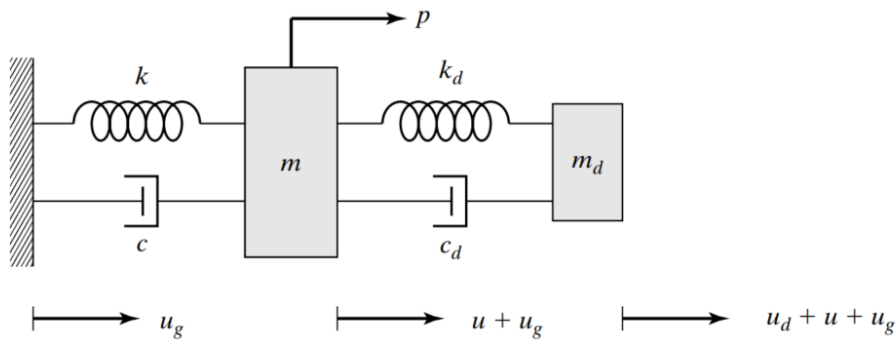 p
k
k_d
m
m_d
c
c_d
u_g
u + u_g
u_d + u + u_g